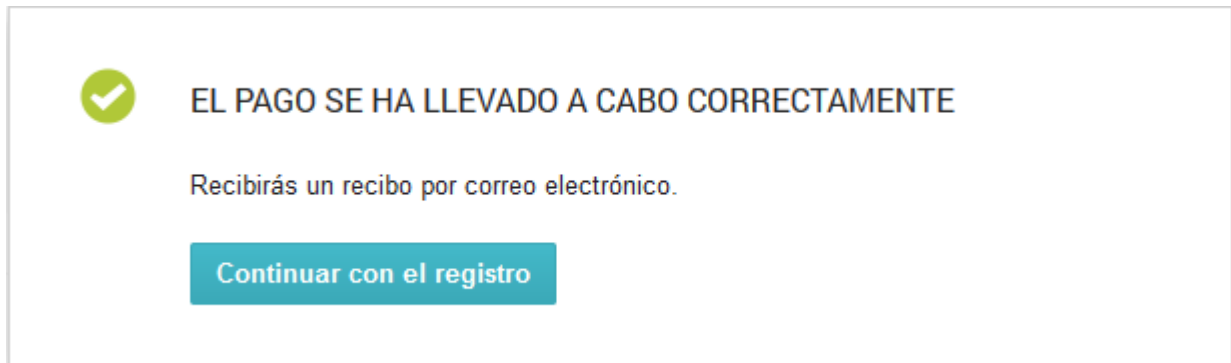 EL PAGO SE HA LLEVADO A CABO CORRECTAMENTE
Recibirás un recibo por correo electrónico.
Continuar con el registro